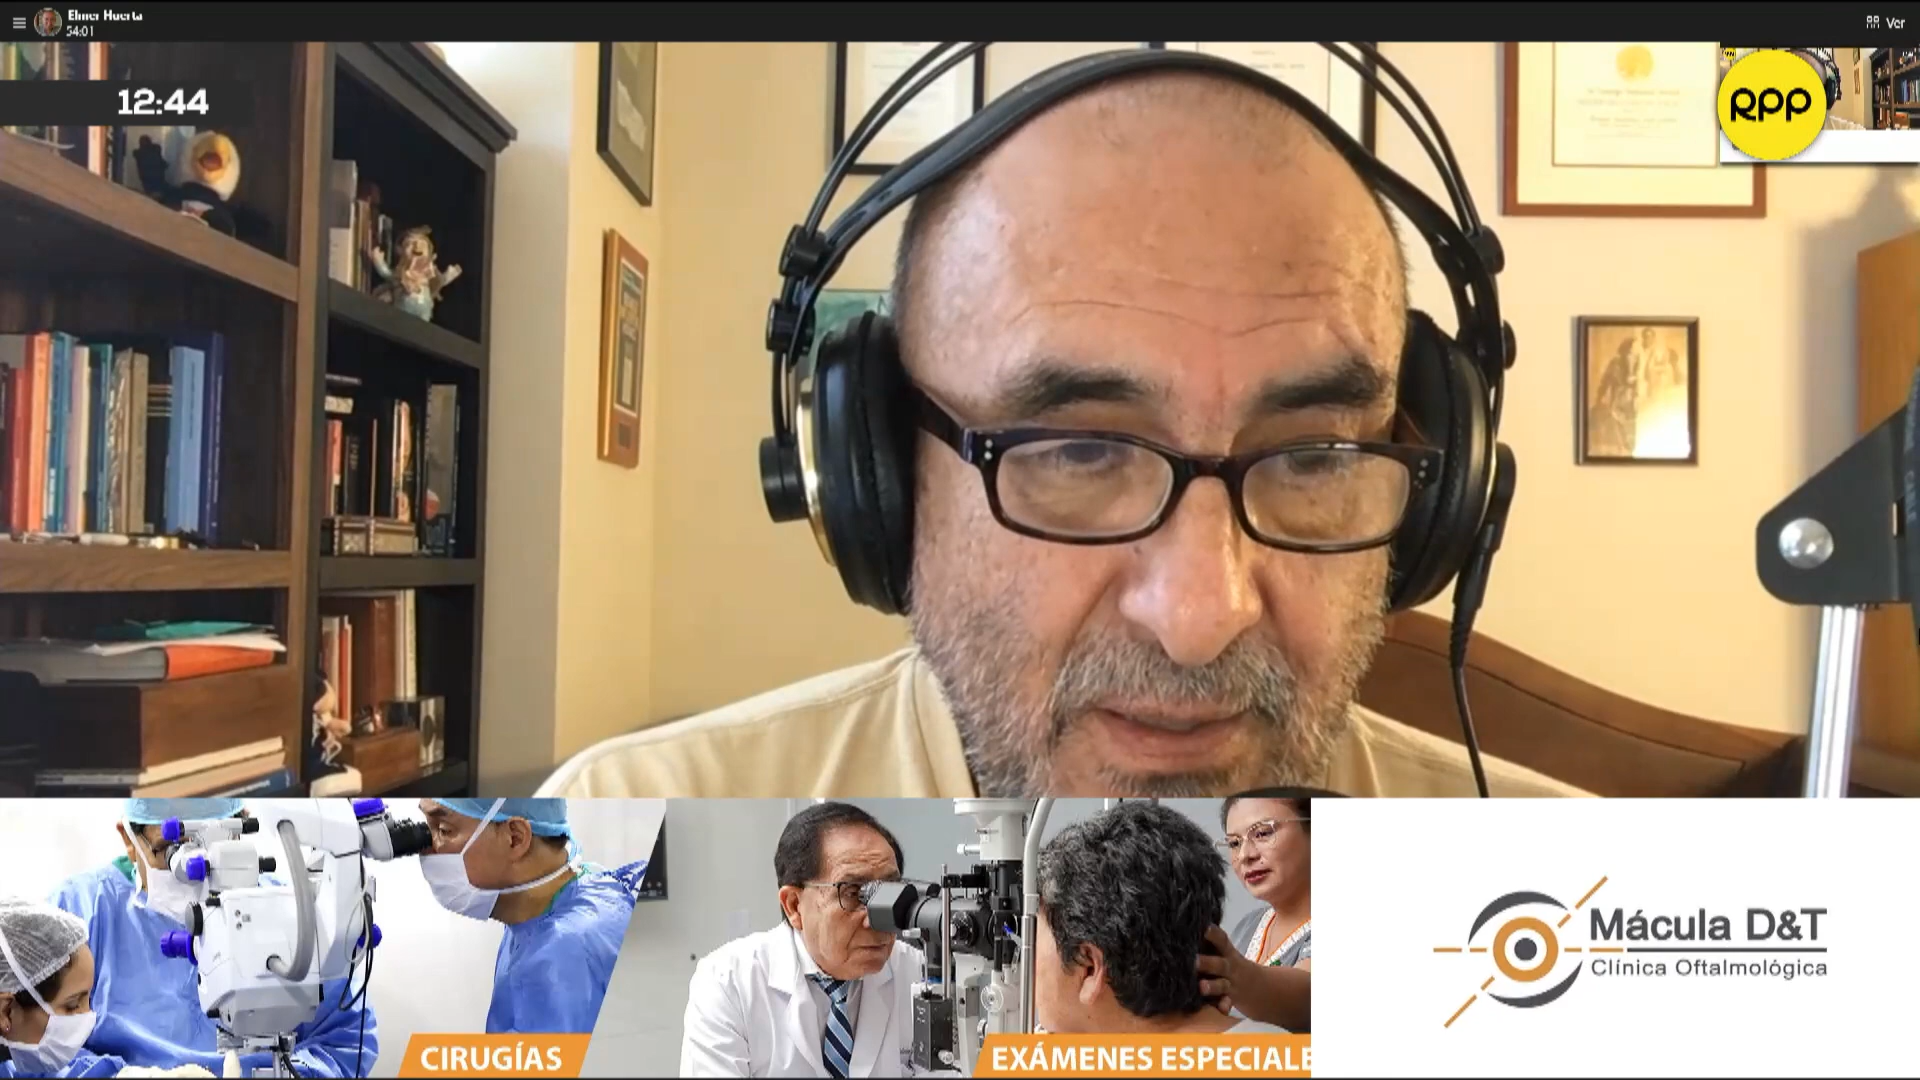 Elmer Huerta
54:01
Ver
12:44
RPP
CIRUGÍAS
EXÁMENES ESPECIALE
Mácula D&T
Clínica Oftalmológica